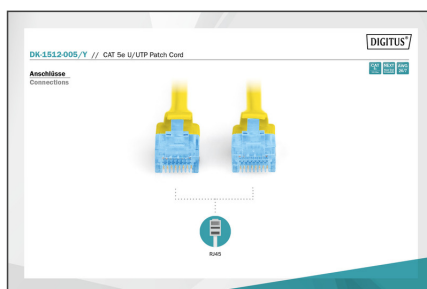 DIGITUS®
DK-1512-005/Y // CAT 5e U/UTP Patch Cord
Anschlüsse
Connections
RJ45